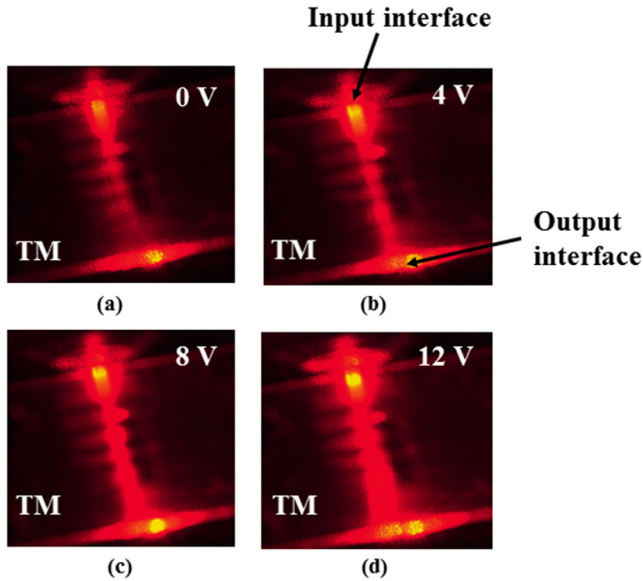 Input interface
0 V
4 V
TM
TM
Output
interface
(a)
(b)
8 V
12 V
TM
TM
(c)
(d)